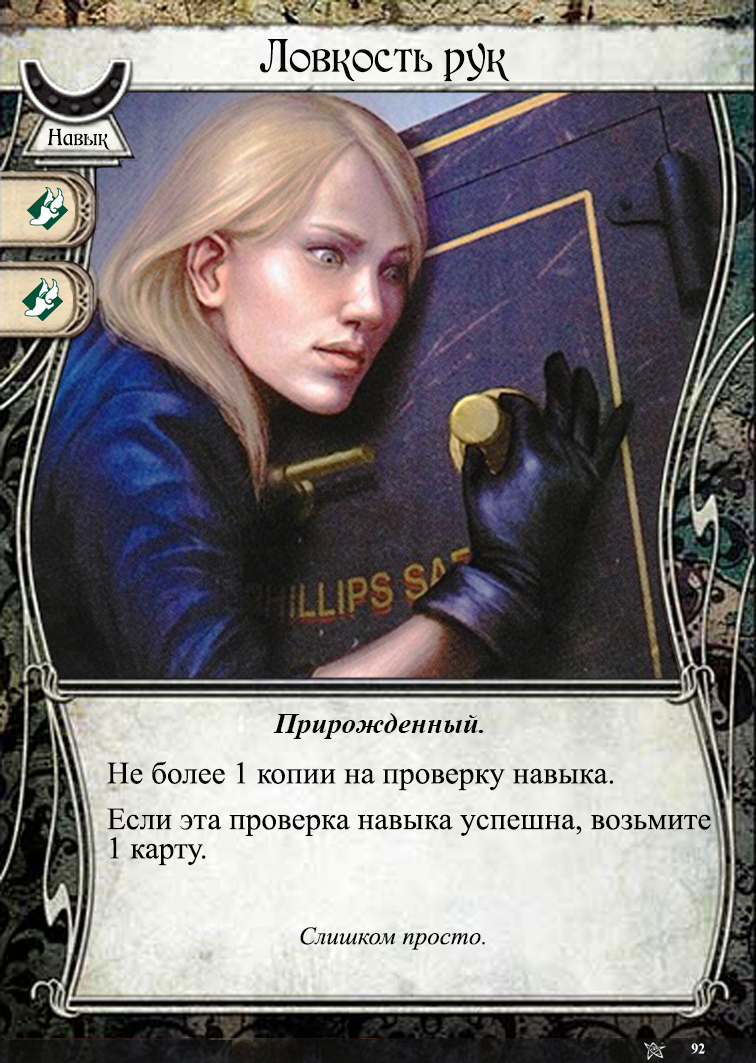 Ловкость рук
Навык
PHILLIPS SA
Прирожденный.
Не более 1 копии на проверку навыка.
Если эта проверка навыка успешна, возьмите
1 карту.
Слишком просто.
92